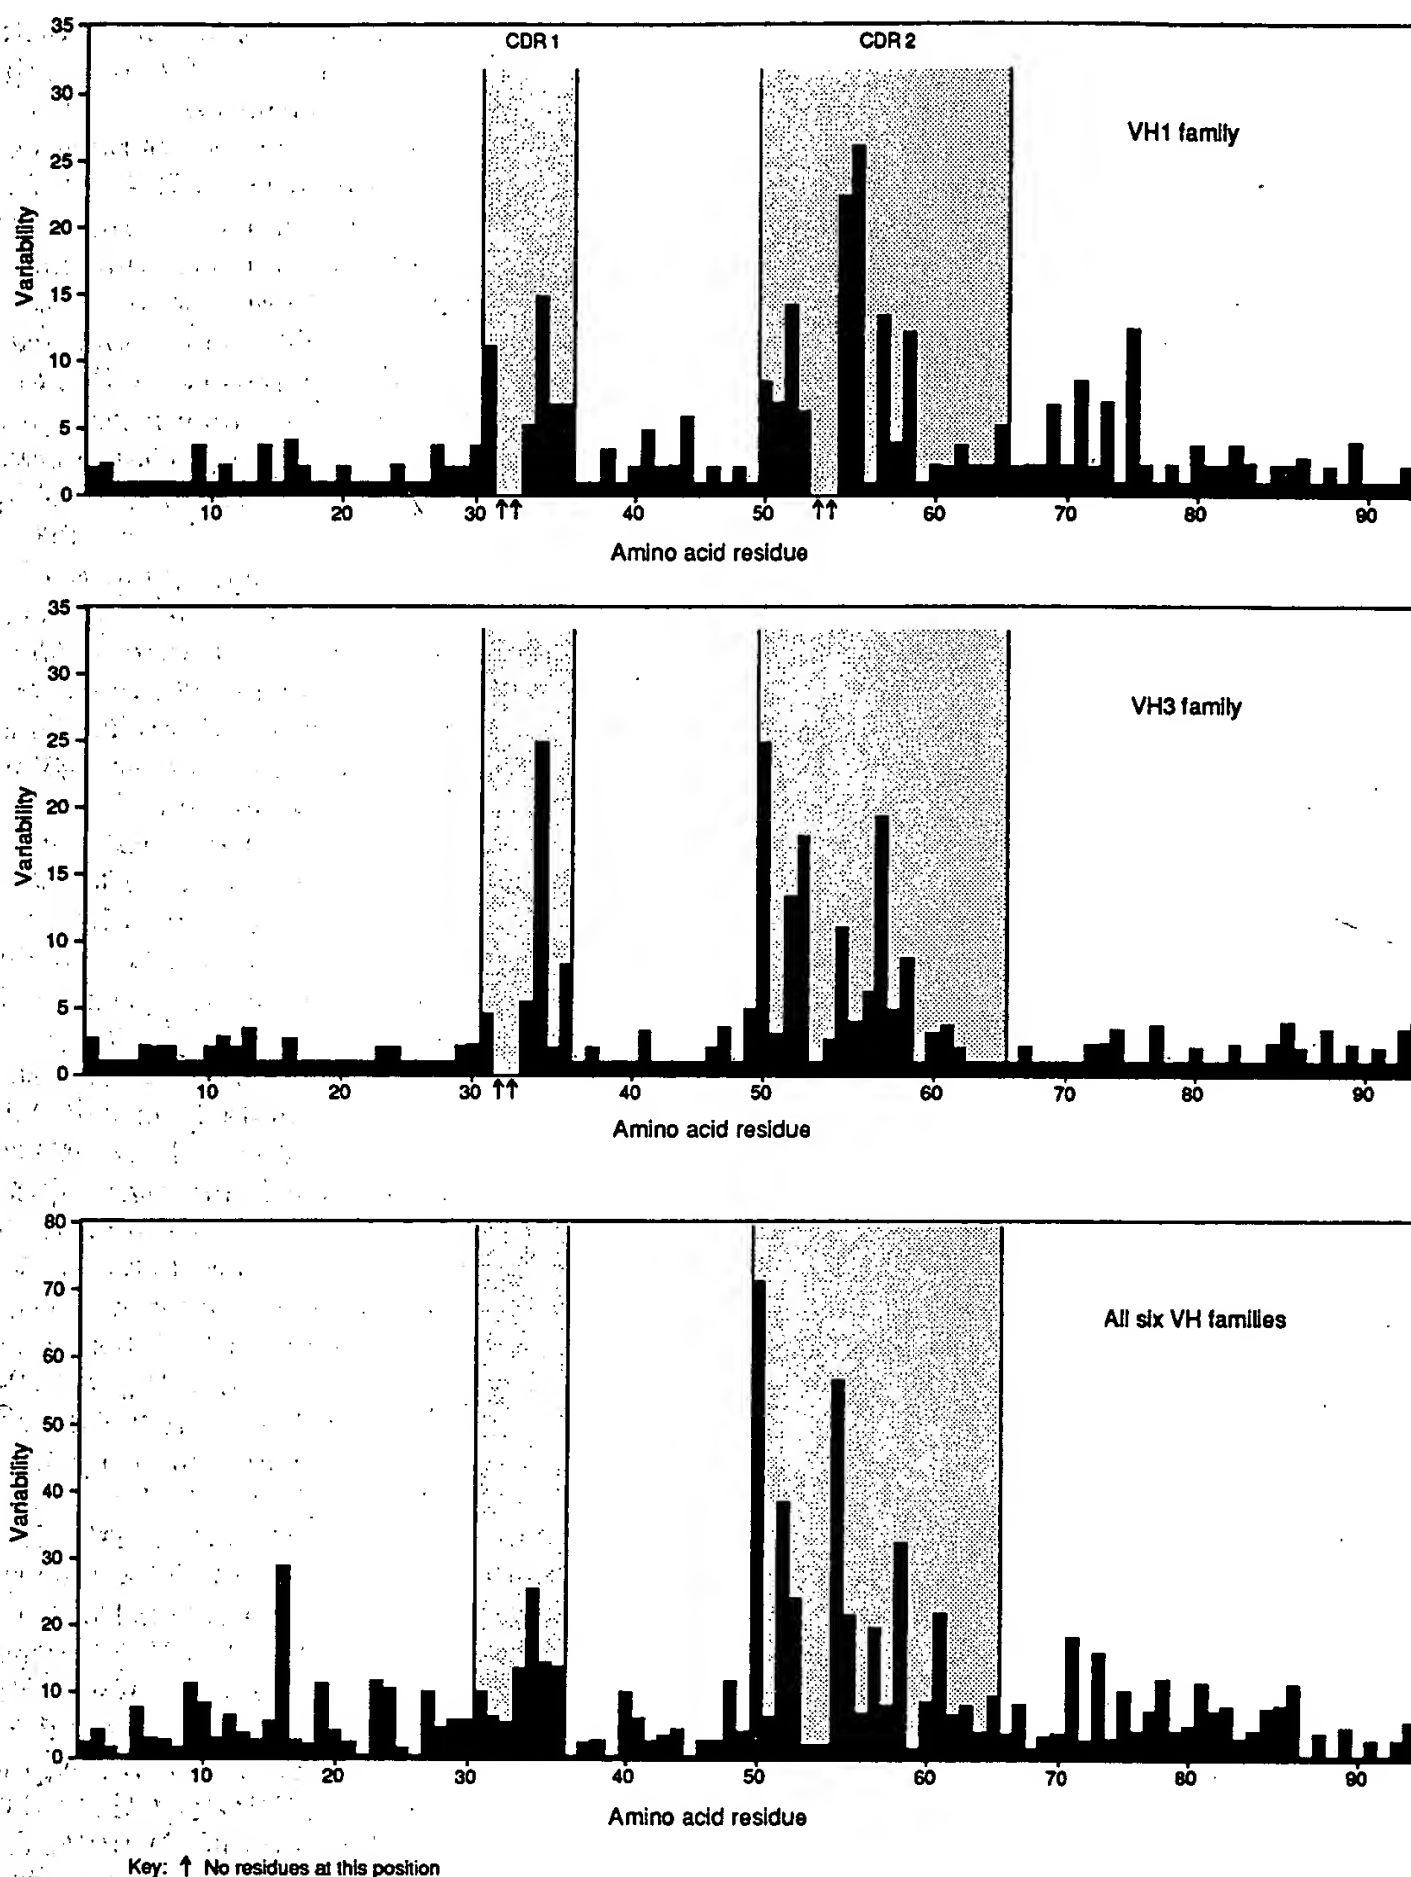 CDR 1 CDR 2
35
30
25
20
15
10
5
0
Variability
VH1 family
10 20 30 ↑↑ 40 50 ↑↑ 60 70 80 90
Amino acid residue
35
30
25
20
15
10
5
0
Variability
VH3 family
10 20 30 ↑↑ 40 50 60 70 80 90
Amino acid residue
80
70
60
50
40
30
20
10
0
Variability
All six VH families
10 20 30 40 50 60 70 80 90
Amino acid residue
Key: ↑ No residues at this position